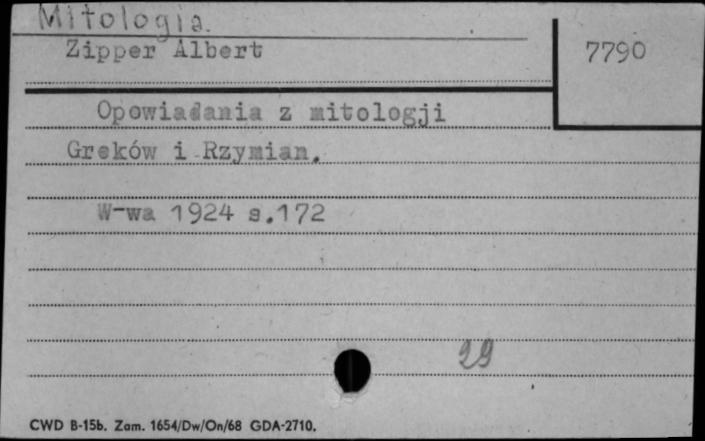 Mitologia.
Zipper Albert
7790
Opowiadania z mitologji
Greków i Rzymian.
W-wa 1924 s.172
29
CWD B-15b. Zam. 1654/Dw/On/68 GDA-2710.